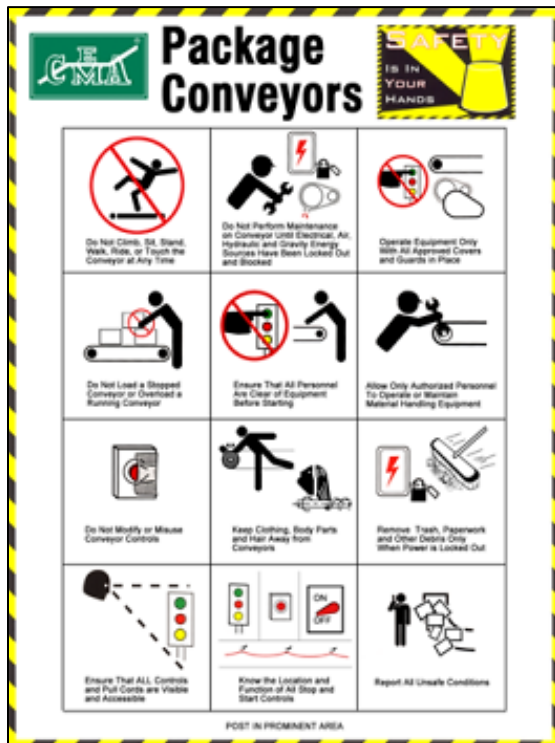 CEMA
Package
Conveyors
SAFETY
IS IN
YOUR
HANDS
Do Not Climb, Sit, Stand,
Walk, Ride, or Touch the
Conveyor at Any Time
Do Not Perform Maintenance
on Conveyor Until Electrical, Air,
Hydraulic and Gravity Energy
Sources Have Been Locked Out
and Blocked
Operate Equipment Only
With All Approved Covers
and Guards in Place
Do Not Load a Stopped
Conveyor or Overload a
Running Conveyor
Ensure That All Personnel
Are Clear of Equipment
Before Starting
Allow Only Authorized Personnel
To Operate or Maintain
Material Handling Equipment
Do Not Modify or Misuse
Conveyor Controls
Keep Clothing, Body Parts
and Hair Away from
Conveyors
Remove Trash, Paperwork
and Other Debris Only
When Power is Locked Out
ON
OFF
Ensure That ALL Controls
and Pull Cords are Visible
and Accessible
Know the Location and
Function of All Stop and
Start Controls
Report All Unsafe Conditions
POST IN PROMINENT AREA